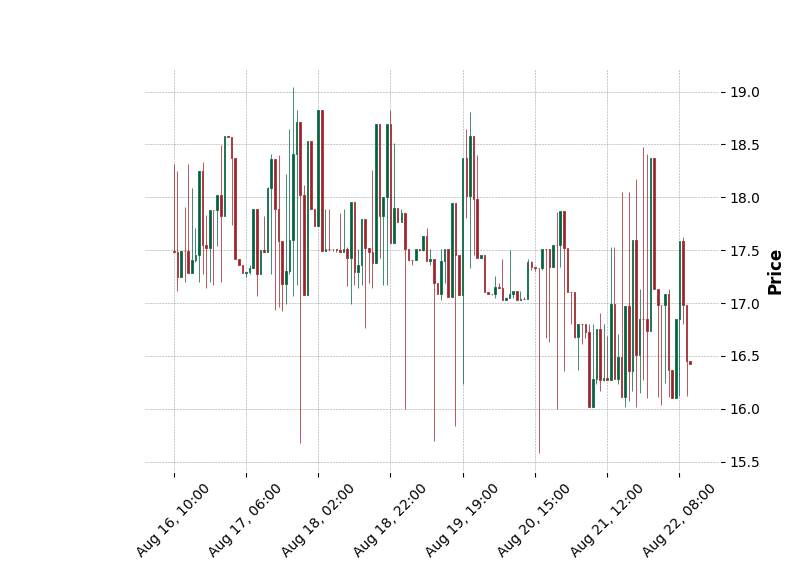 19.0
18.5
18.0
17.5
17.0
16.5
16.0
15.5
Price
Aug 16, 10:00
Aug 17, 06:00
Aug 18, 02:00
Aug 18, 22:00
Aug 19, 19:00
Aug 20, 15:00
Aug 21, 12:00
Aug 22, 08:00